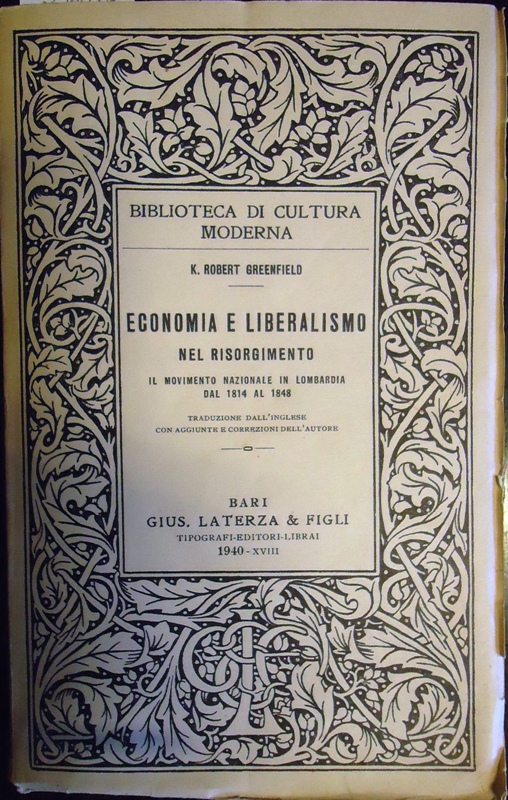 BIBLIOTECA DI CULTURA
MODERNA
K. ROBERT GREENFIELD
ECONOMIA E LIBERALISMO
NEL RISORGIMENTO
IL MOVIMENTO NAZIONALE IN LOMBARDIA
DAL 1814 AL 1848
TRADUZIONE DALL'INGLESE
CON AGGIUNTE E CORREZIONI DELL'AUTORE
BARI
GIUS. LATERZA & FIGLI
TIPOGRAFI-EDITORI-LIBRAI
1940-XVIII